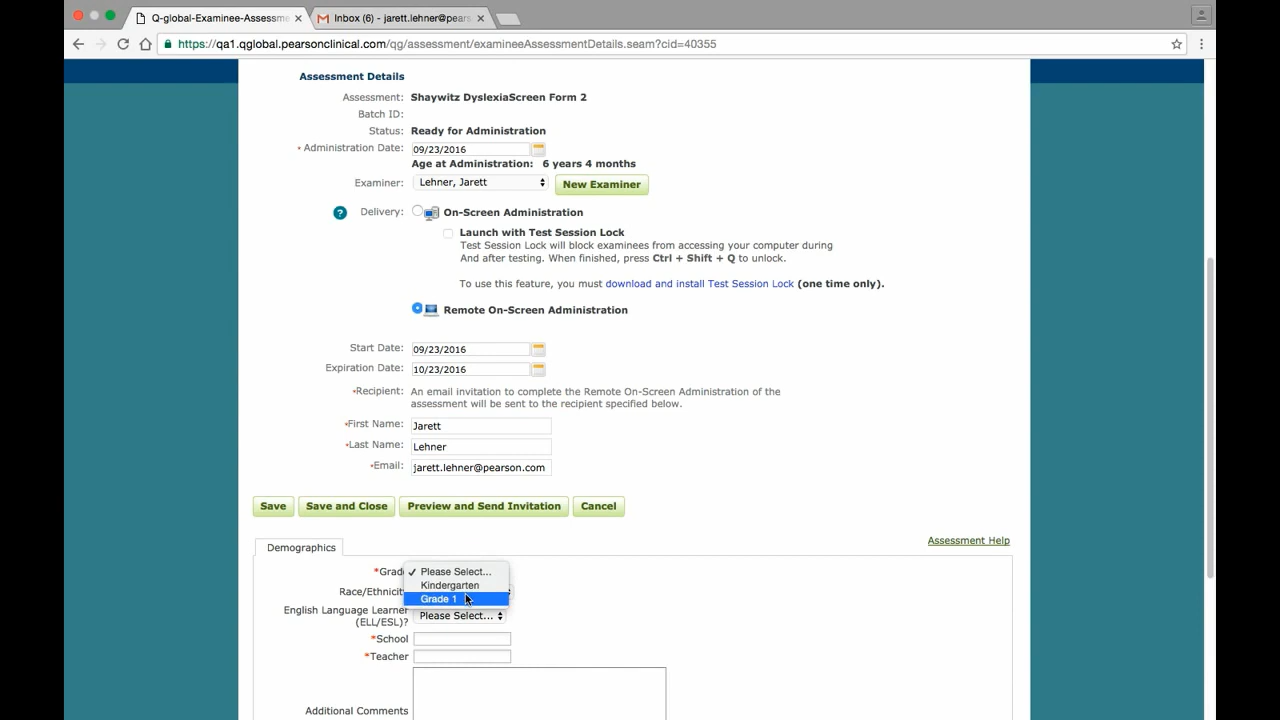 Q-global-Examinee-Assessme
Inbox (6) - jarett.lehner@pears
https://qa1.qglobal.pearsonclinical.com/qg/assessment/examineeAssessmentDetails.seam?cid=40355
Assessment Details
Assessment: Shaywitz DyslexiaScreen Form 2
Batch ID:
Status: Ready for Administration
* Administration Date: 09/23/2016
Age at Administration: 6 years 4 months
Examiner: Lehner, Jarett New Examiner
? Delivery: On-Screen Administration
Launch with Test Session Lock
Test Session Lock will block examinees from accessing your computer during
And after testing. When finished, press Ctrl + Shift + Q to unlock.
To use this feature, you must download and install Test Session Lock (one time only).
Remote On-Screen Administration
Start Date: 09/23/2016
Expiration Date: 10/23/2016
*Recipient: An email invitation to complete the Remote On-Screen Administration of the
assessment will be sent to the recipient specified below.
*First Name: Jarett
*Last Name: Lehner
*Email: jarett.lehner@pearson.com
Save Save and Close Preview and Send Invitation Cancel
Demographics
Assessment Help
*Grad ✓ Please Select...
Kindergarten
Race/Ethnicit
Grade 1
English Language Learner
(ELL/ESL)? Please Select...
*School
*Teacher
Additional Comments